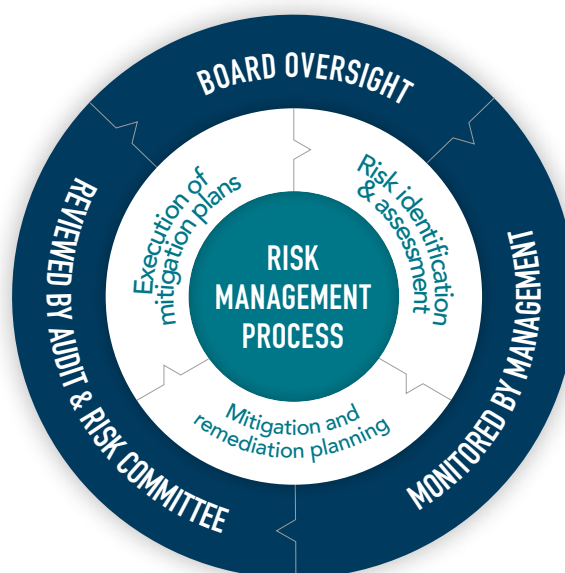 BOARD OVERSIGHT
Execution of
mitigation plans
Risk identification
& assessment
RISK
MANAGEMENT
PROCESS
Mitigation and
remediation planning
REVIEWED BY AUDIT & RISK COMMITTEE
MONITORED BY MANAGEMENT